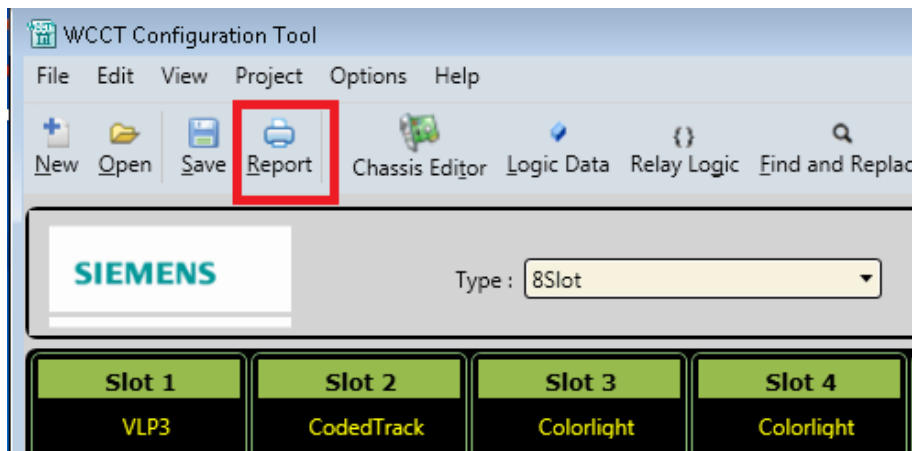 WCCT Configuration Tool
File Edit View Project Options Help
New Open Save Report Chassis Editor Logic Data Relay Logic Find and Replac
SIEMENS
Type : 8Slot
Slot 1 Slot 2 Slot 3 Slot 4
VLP3 CodedTrack Colorlight Colorlight